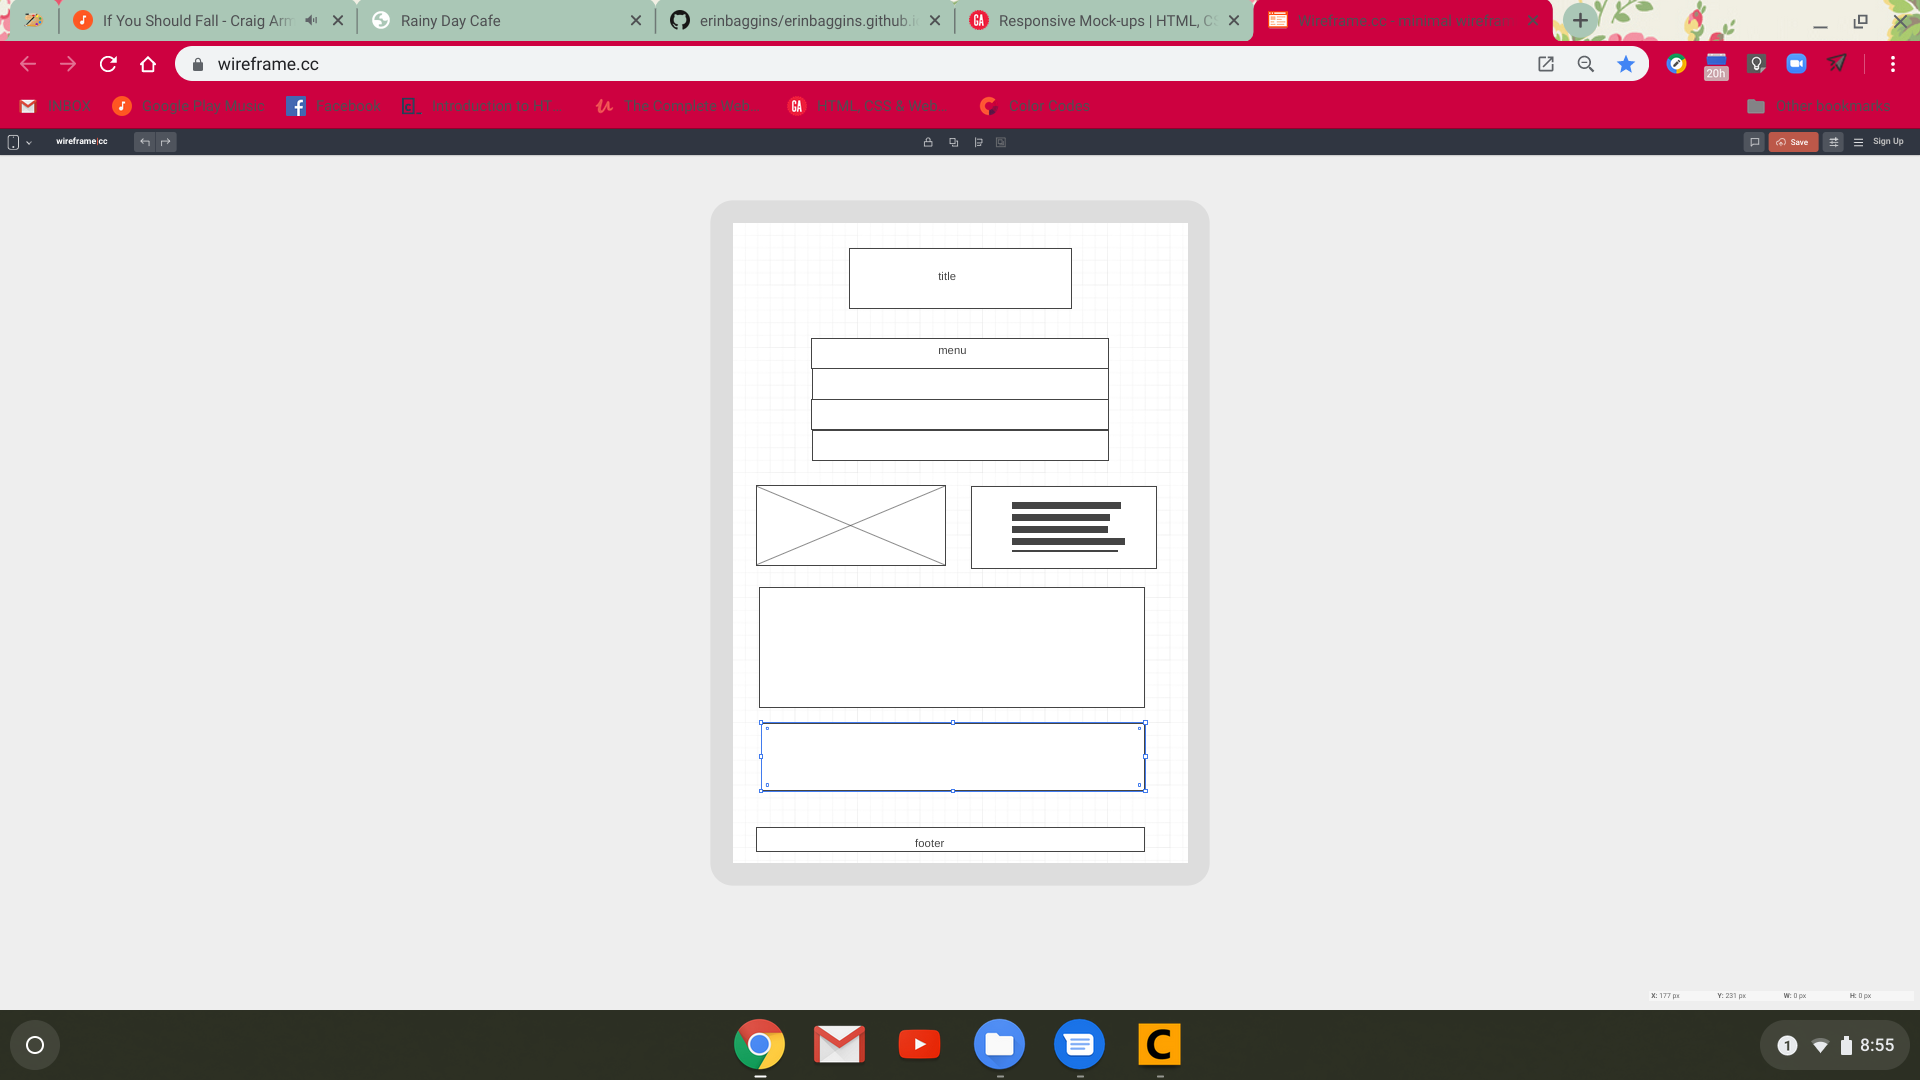 If You Should Fall - Craig Arm
Rainy Day Cafe
erinbaggins/erinbaggins.github.i
Responsive Mock-ups | HTML, C
Wireframe.cc - minimal wirefram
wireframe.cc
20h
INBOX
Google Play Music
Facebook
Introduction to HT...
The Complete Web...
GA
HTML, CSS & Web...
Color Codes
Other bookmarks
wireframe|cc
Save
Sign Up
title
menu
footer
X: 177 px Y: 231 px W: 0 px H: 0 px
C
1
8:55